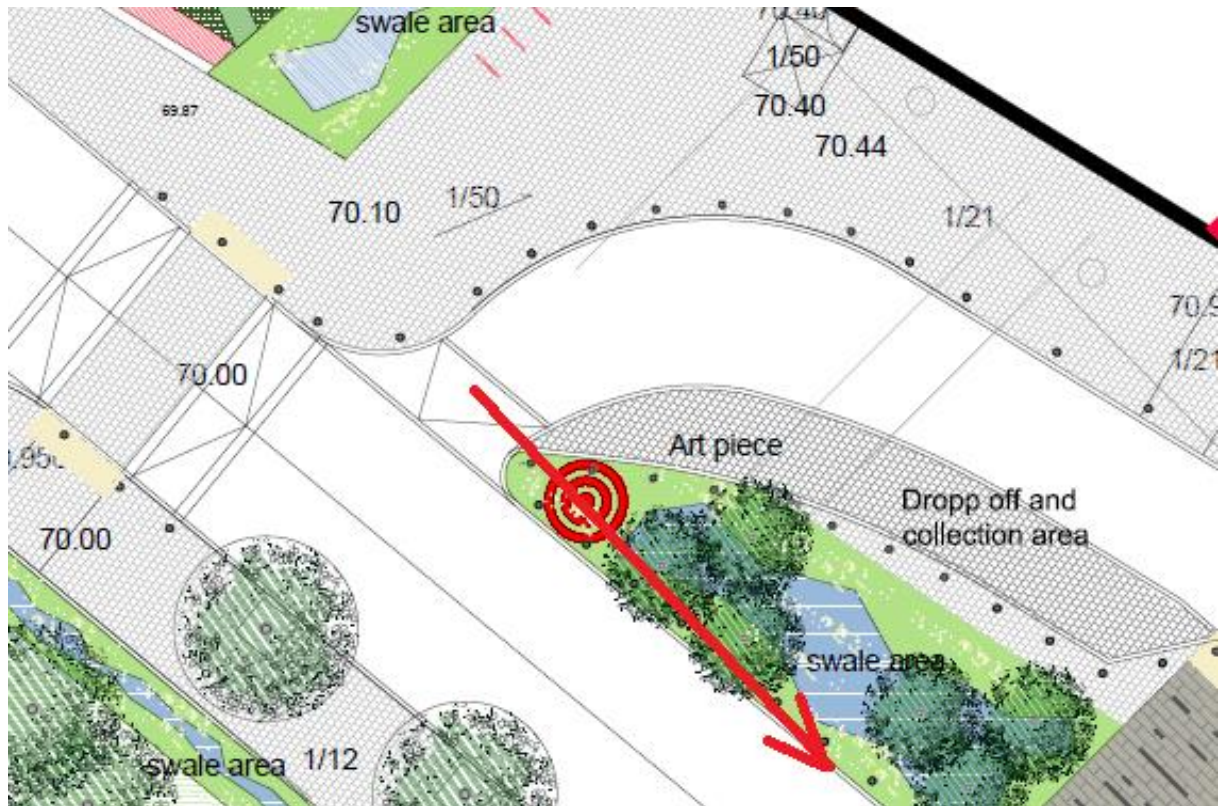 swale area
70.40
1/50
70.40
69.87
70.44
70.10
1/50
1/21
1/21
70.00
Art piece
Dropp off and
collection area
70.00
swale area
swale area
1/12